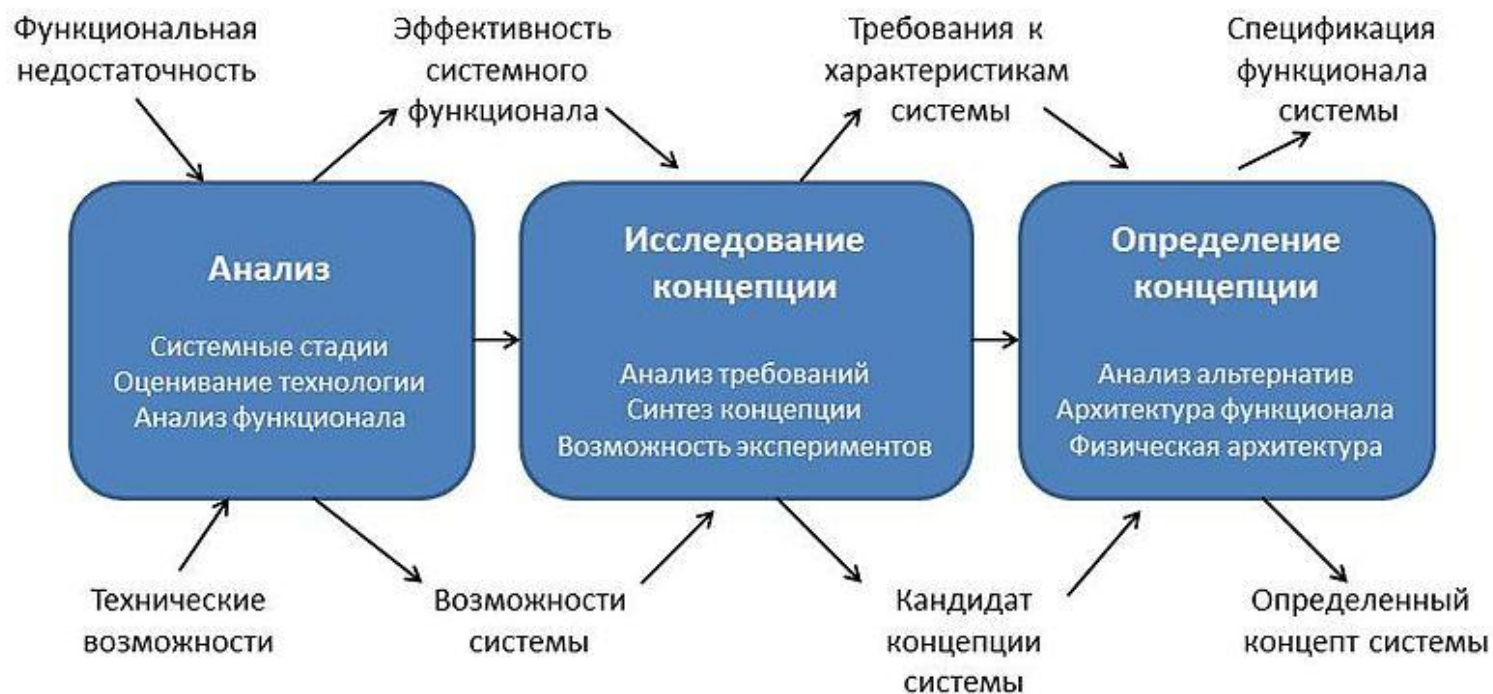 Функциональная
недостаточность
Эффективность
системного
функционала
Требования к
характеристикам
системы
Спецификация
функционала
системы
Анализ
Системные стадии
Оценивание технологии
Анализ функционала
Исследование
концепции
Анализ требований
Синтез концепции
Возможность экспериментов
Определение
концепции
Анализ альтернатив
Архитектура функционала
Физическая архитектура
Технические
возможности
Возможности
системы
Кандидат
концепции
системы
Определенный
концепт системы